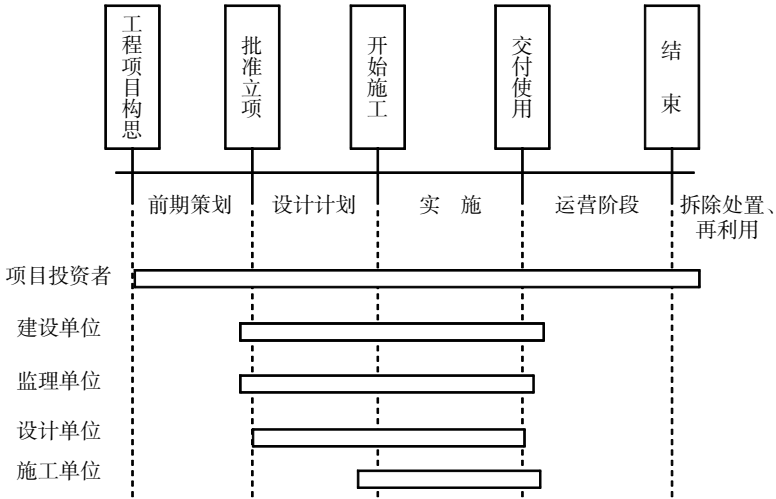 工程项目构思
批准立项
开始施工
交付使用
结束
前期策划
设计计划
实 施
运营阶段
拆除处置、
再利用
项目投资者
建设单位
监理单位
设计单位
施工单位